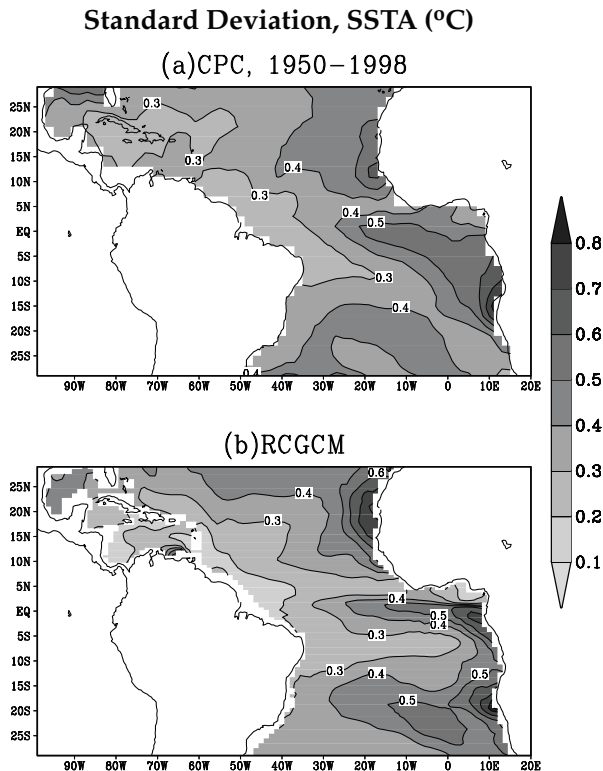 Standard Deviation, SSTA (ºC)
(a)CPC, 1950−1998
25N
20N
15N
10N
5N
EQ
5S
10S
15S
20S
25S
0.3
0.3
0.4
0.3
0.4
0.5
0.3
0.4
0.4
90W 80W 70W 60W 50W 40W 30W 20W 10W 0 10E 20E
0.8
0.7
0.6
0.5
0.4
0.3
0.2
0.1
(b)RCGCM
25N
20N
15N
10N
5N
EQ
5S
10S
15S
20S
25S
0.6
0.4
0.3
0.4
0.5
0.4
0.3
0.3
0.4
0.5
0.5
90W 80W 70W 60W 50W 40W 30W 20W 10W 0 10E 20E